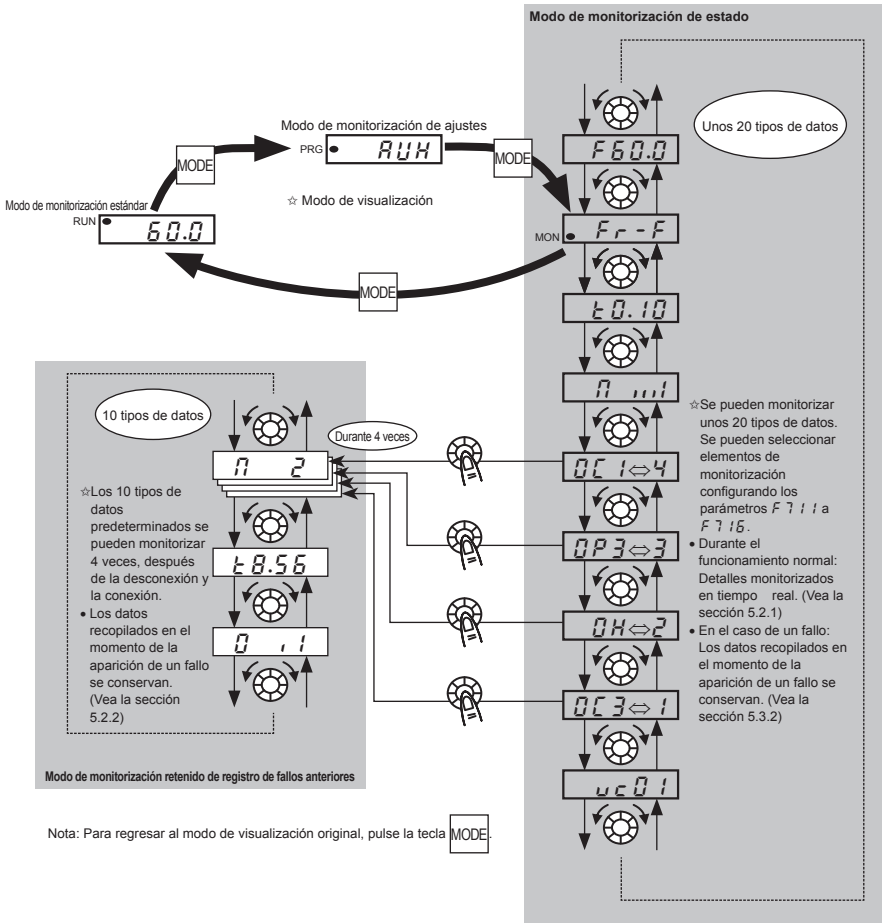 Modo de monitorización de estado
Unos 20 tipos de datos
Modo de monitorización de ajustes
PRG
AUH
MODE
MODE
☆ Modo de visualización
Modo de monitorización estándar
RUN
60.0
MODE
F60.0
MON
Fr-F
t0.10
n
OC1⇔4
OP3⇔3
OH⇔2
OC3⇔1
uc01
☆Se pueden monitorizar
unos 20 tipos de datos.
Se pueden seleccionar
elementos de
monitorización
configurando los
parámetros F711 a
F716.
• Durante el
funcionamiento normal:
Detalles monitorizados
en tiempo real. (Vea la
sección 5.2.1)
• En el caso de un fallo:
Los datos recopilados en
el momento de la
aparición de un fallo se
conservan. (Vea la
sección 5.3.2)
10 tipos de datos
Durante 4 veces
n 2
t8.56
☆Los 10 tipos de
datos
predeterminados se
pueden monitorizar
4 veces, después
de la desconexión y
la conexión.
• Los datos
recopilados en el
momento de la
aparición de un fallo
se conservan.
(Vea la sección
5.2.2)
Modo de monitorización retenido de registro de fallos anteriores
Nota: Para regresar al modo de visualización original, pulse la tecla MODE.